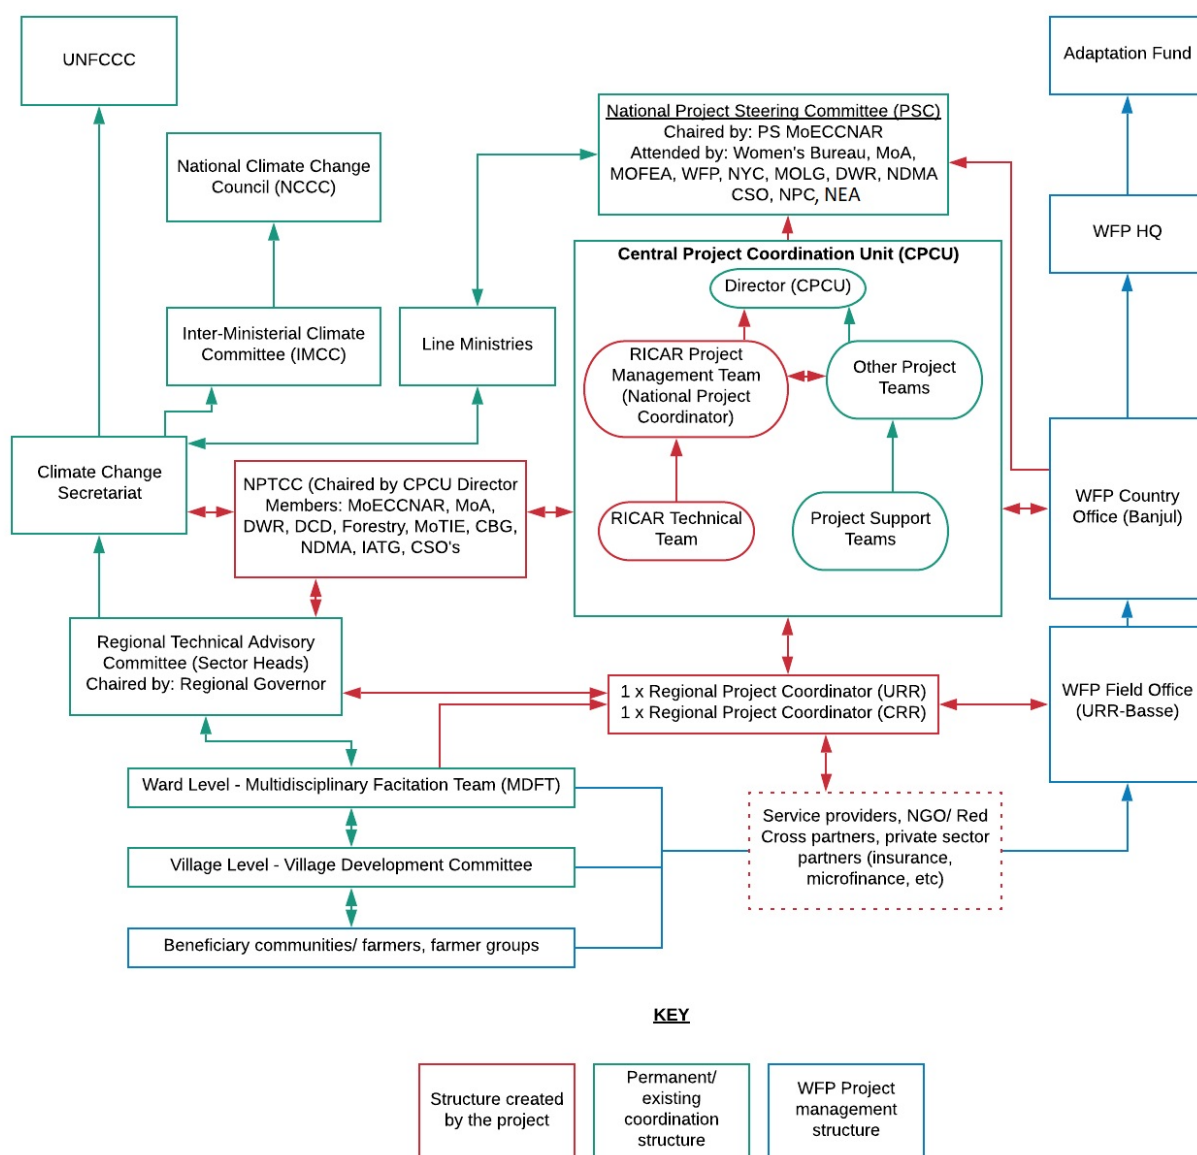 UNFCCC
Adaptation Fund
National Project Steering Committee (PSC)
Chaired by: PS MoECCNAR
Attended by: Women's Bureau, MoA,
MOFEA, WFP, NYC, MOLG, DWR, NDMA
CSO, NPC, NEA
National Climate Change
Council (NCCC)
WFP HQ
Central Project Coordination Unit (CPCU)
Director (CPCU)
Inter-Ministerial Climate
Committee (IMCC)
Line Ministries
RICAR Project
Management Team
(National Project
Coordinator)
Other Project
Teams
Climate Change
Secretariat
NPTCC (Chaired by CPCU Director
Members: MoECCNAR, MoA,
DWR, DCD, Forestry, MoTIE, CBG,
NDMA, IATG, CSO's
RICAR Technical
Team
Project Support
Teams
WFP Country
Office (Banjul)
Regional Technical Advisory
Committee (Sector Heads)
Chaired by: Regional Governor
1 x Regional Project Coordinator (URR)
1 x Regional Project Coordinator (CRR)
WFP Field Office
(URR-Basse)
Ward Level - Multidisciplinary Facitation Team (MDFT)
Village Level - Village Development Committee
Beneficiary communities/ farmers, farmer groups
Service providers, NGO/ Red
Cross partners, private sector
partners (insurance,
microfinance, etc)
KEY
Structure created
by the project
Permanent/
existing
coordination
structure
WFP Project
management
structure